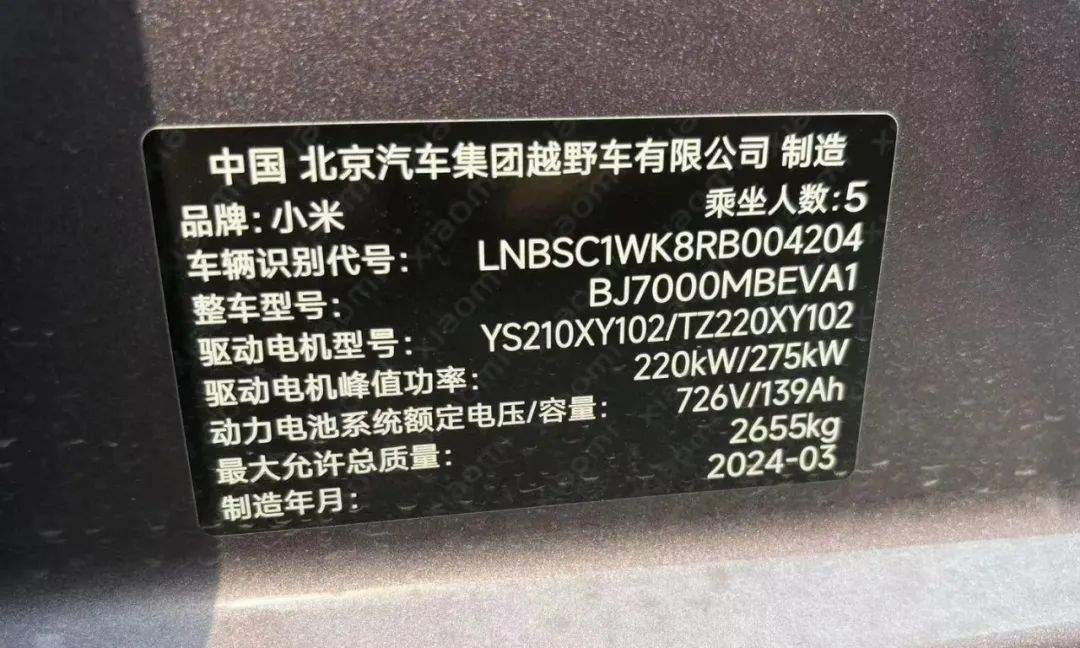 中国 北京汽车集团越野车有限公司 制造
品牌:小米 乘坐人数:5
车辆识别代号: LNBSC1WK8RB004204
整车型号: BJ7000MBEVA1
驱动电机型号: YS210XY102/TZ220XY102
驱动电机峰值功率: 220kW/275kW
动力电池系统额定电压/容量: 726V/139Ah
最大允许总质量: 2655kg
制造年月: 2024-03